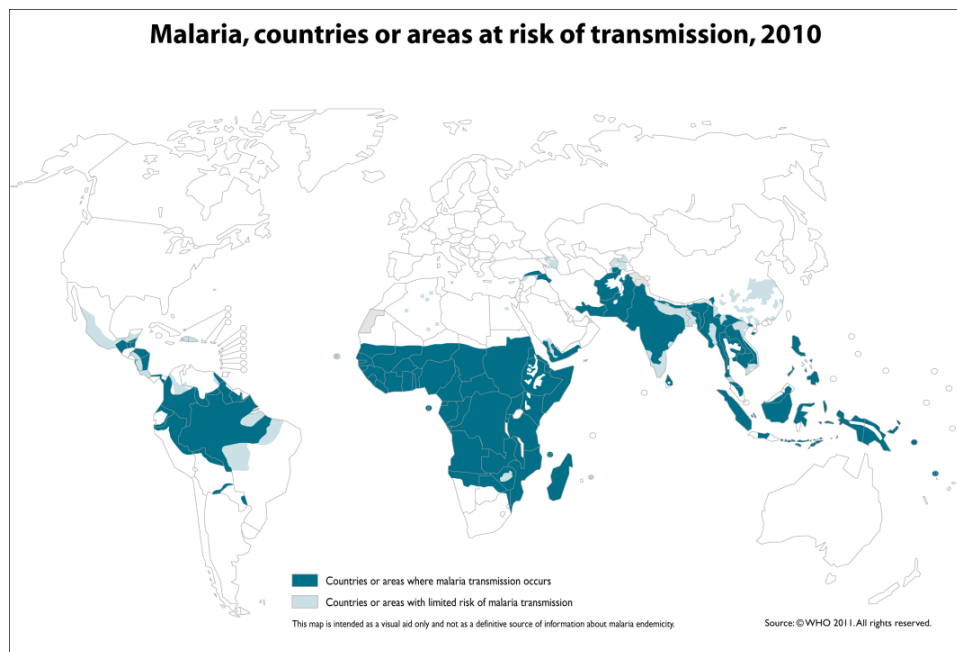 Malaria, countries or areas at risk of transmission, 2010
Countries or areas where malaria transmission occurs
Countries or areas with limited risk of malaria transmission
This map is intended as a visual aid only and not as a definitive source of information about malaria endemicity.
Source: © WHO 2011. All rights reserved.